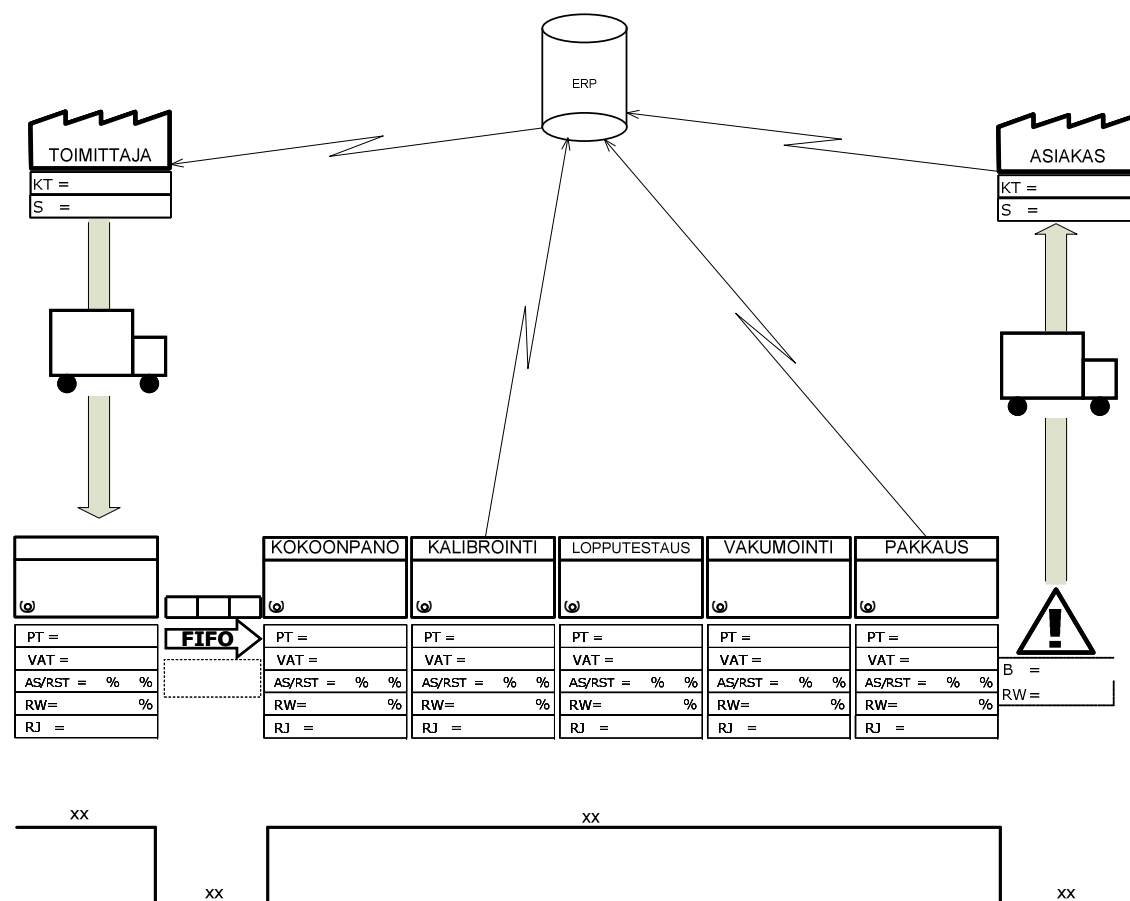 ERP
TOIMITTAJA
KT =
S =
ASIAKAS
KT =
S =
KOKOONPANO
KALIBROINTI
LOPPUTESTAUS
VAKUMOINTI
PAKKAUS
FIFO
PT =
VAT =
AS/RST = % %
RW= %
RJ =
PT =
VAT =
AS/RST = % %
RW= %
RJ =
PT =
VAT =
AS/RST = % %
RW= %
RJ =
PT =
VAT =
AS/RST = % %
RW= %
RJ =
PT =
VAT =
AS/RST = % %
RW= %
RJ =
PT =
VAT =
AS/RST = % %
RW= %
RJ =
!
B =
RW=
xx
xx
xx
xx